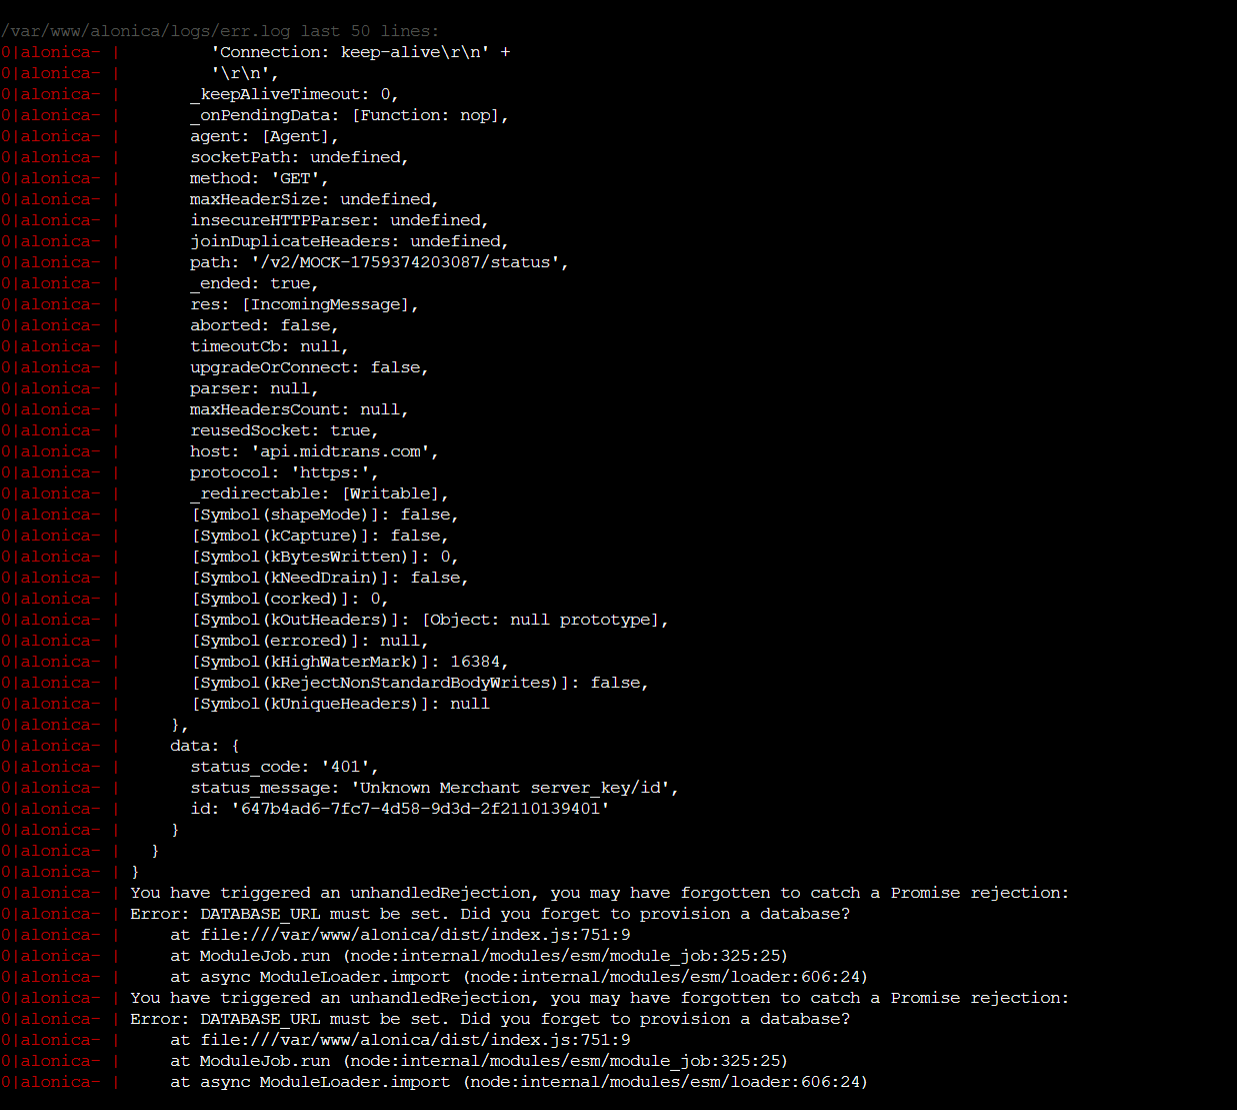 /var/www/alonica/logs/err.log last 50 lines:
0|alonica- |         'Connection: keep-alive\r\n' +
0|alonica- |         '\r\n',
0|alonica- |       _keepAliveTimeout: 0,
0|alonica- |       _onPendingData: [Function: nop],
0|alonica- |       agent: [Agent],
0|alonica- |       socketPath: undefined,
0|alonica- |       method: 'GET',
0|alonica- |       maxHeaderSize: undefined,
0|alonica- |       insecureHTTPParser: undefined,
0|alonica- |       joinDuplicateHeaders: undefined,
0|alonica- |       path: '/v2/MOCK-1759374203087/status',
0|alonica- |       _ended: true,
0|alonica- |       res: [IncomingMessage],
0|alonica- |       aborted: false,
0|alonica- |       timeoutCb: null,
0|alonica- |       upgradeOrConnect: false,
0|alonica- |       parser: null,
0|alonica- |       maxHeadersCount: null,
0|alonica- |       reusedSocket: true,
0|alonica- |       host: 'api.midtrans.com',
0|alonica- |       protocol: 'https:',
0|alonica- |       _redirectable: [Writable],
0|alonica- |       [Symbol(shapeMode)]: false,
0|alonica- |       [Symbol(kCapture)]: false,
0|alonica- |       [Symbol(kBytesWritten)]: 0,
0|alonica- |       [Symbol(kNeedDrain)]: false,
0|alonica- |       [Symbol(corked)]: 0,
0|alonica- |       [Symbol(kOutHeaders)]: [Object: null prototype],
0|alonica- |       [Symbol(errored)]: null,
0|alonica- |       [Symbol(kHighWaterMark)]: 16384,
0|alonica- |       [Symbol(kRejectNonStandardBodyWrites)]: false,
0|alonica- |       [Symbol(kUniqueHeaders)]: null
0|alonica- |     },
0|alonica- |     data: {
0|alonica- |       status_code: '401',
0|alonica- |       status_message: 'Unknown Merchant server_key/id',
0|alonica- |       id: '647b4ad6-7fc7-4d58-9d3d-2f2110139401'
0|alonica- |     }
0|alonica- |   }
0|alonica- | }
0|alonica- | You have triggered an unhandledRejection, you may have forgotten to catch a Promise rejection:
0|alonica- | Error: DATABASE_URL must be set. Did you forget to provision a database?
0|alonica- |     at file:///var/www/alonica/dist/index.js:751:9
0|alonica- |     at ModuleJob.run (node:internal/modules/esm/module_job:325:25)
0|alonica- |     at async ModuleLoader.import (node:internal/modules/esm/loader:606:24)
0|alonica- | You have triggered an unhandledRejection, you may have forgotten to catch a Promise rejection:
0|alonica- | Error: DATABASE_URL must be set. Did you forget to provision a database?
0|alonica- |     at file:///var/www/alonica/dist/index.js:751:9
0|alonica- |     at ModuleJob.run (node:internal/modules/esm/module_job:325:25)
0|alonica- |     at async ModuleLoader.import (node:internal/modules/esm/loader:606:24)